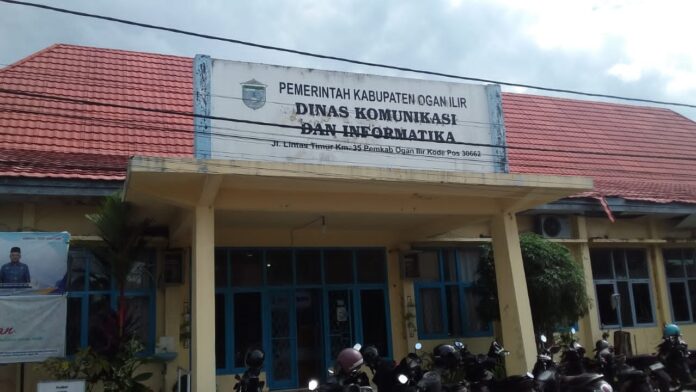 PEMERINTAH KABUPATEN OGAN ILIR
DINAS KOMUNIKASI
DAN INFORMATIKA
Jl. Lintas Timur Km. 35 Pemkab Ogan Ilir Kode Pos 30662